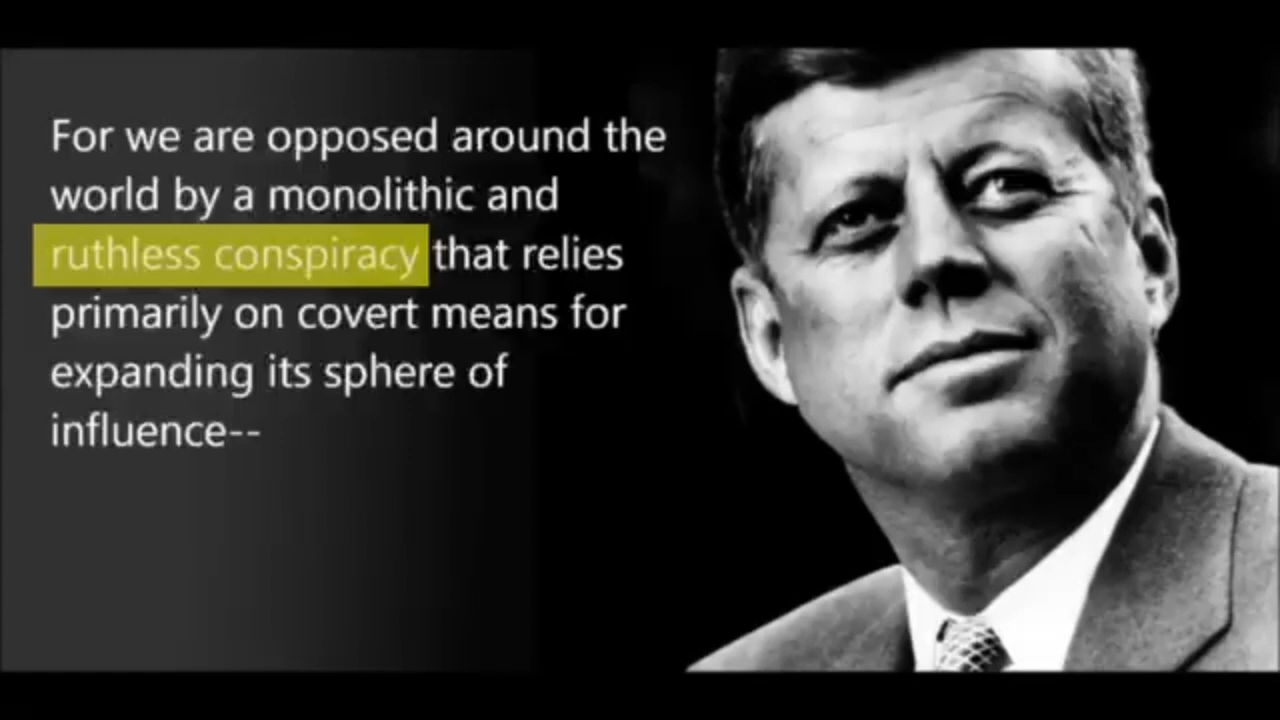 For we are opposed around the
world by a monolithic and
ruthless conspiracy that relies
primarily on covert means for
expanding its sphere of
influence--